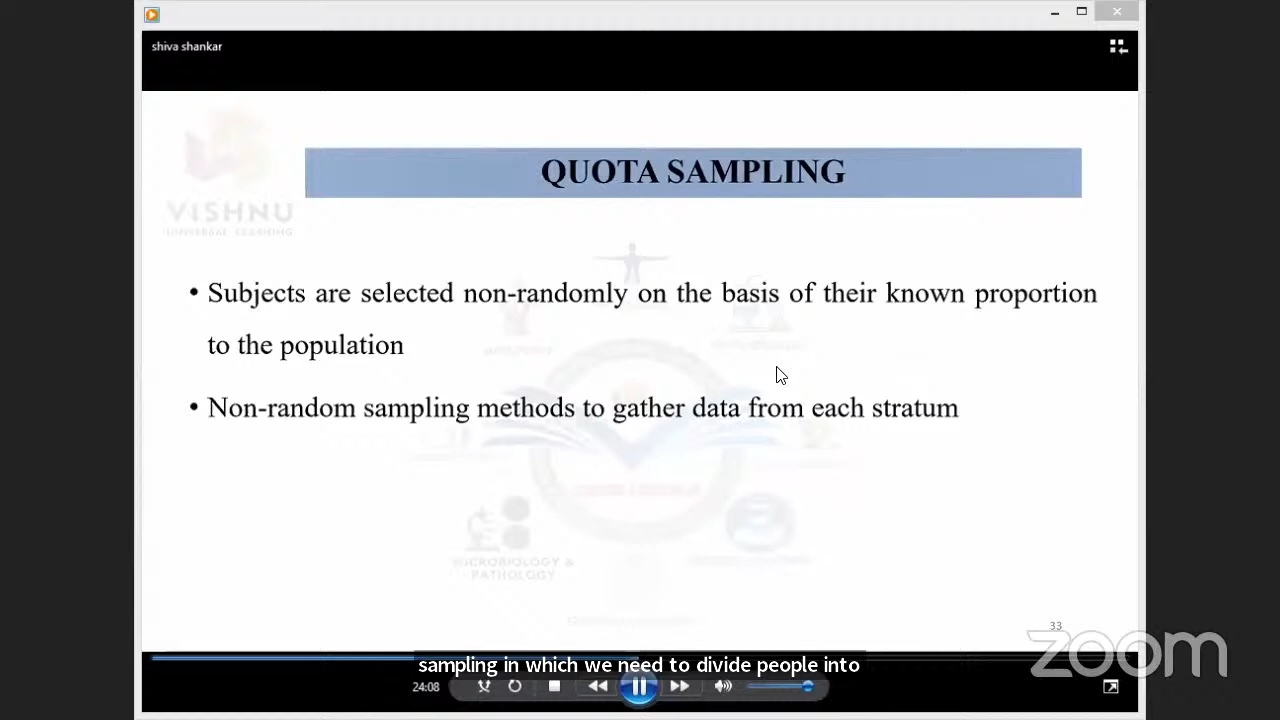 shiva shankar
VISHNU
UNIVERSAL LEARNING
QUOTA SAMPLING
• Subjects are selected non-randomly on the basis of their known proportion
to the population
• Non-random sampling methods to gather data from each stratum
MICROBIOLOGY &
PATHOLOGY
33
zoom
sampling in which we need to divide people into
24:08